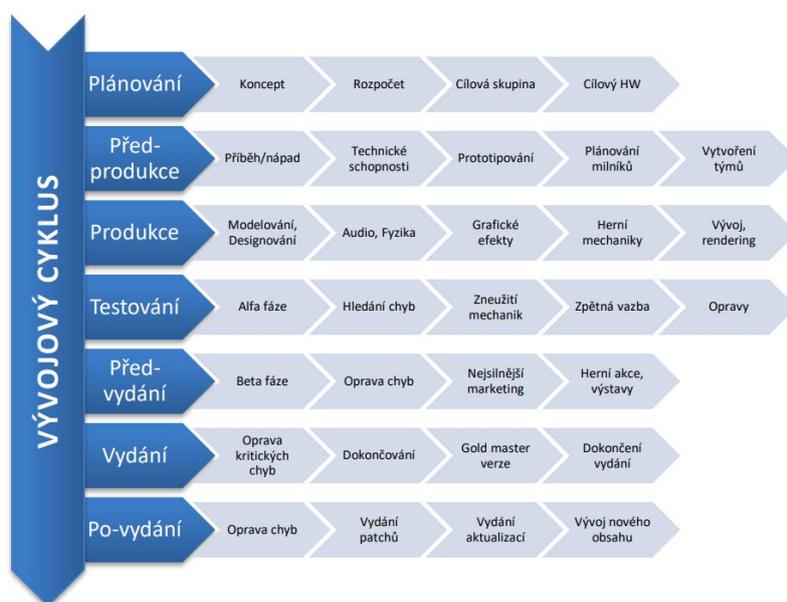 VÝVOJOVÝ CYKLUS
Plánování
Koncept
Rozpočet
Cílová skupina
Cílový HW
Před-
produkce
Příběh/nápad
Technické
schopnosti
Prototipování
Plánování
milníků
Vytvoření
týmů
Produkce
Modelování,
Designování
Audio, Fyzika
Grafické
efekty
Herní
mechaniky
Vývoj,
rendering
Testování
Alfa fáze
Hledání chyb
Zneužití
mechanik
Zpětná vazba
Opravy
Před-
vydání
Beta fáze
Oprava chyb
Nejsilnější
marketing
Herní akce,
výstavy
Vydání
Oprava
kritických
chyb
Dokončování
Gold master
verze
Dokončení
vydání
Po-vydání
Oprava chyb
Vydání
patchů
Vydání
aktualizací
Vývoj nového
obsahu